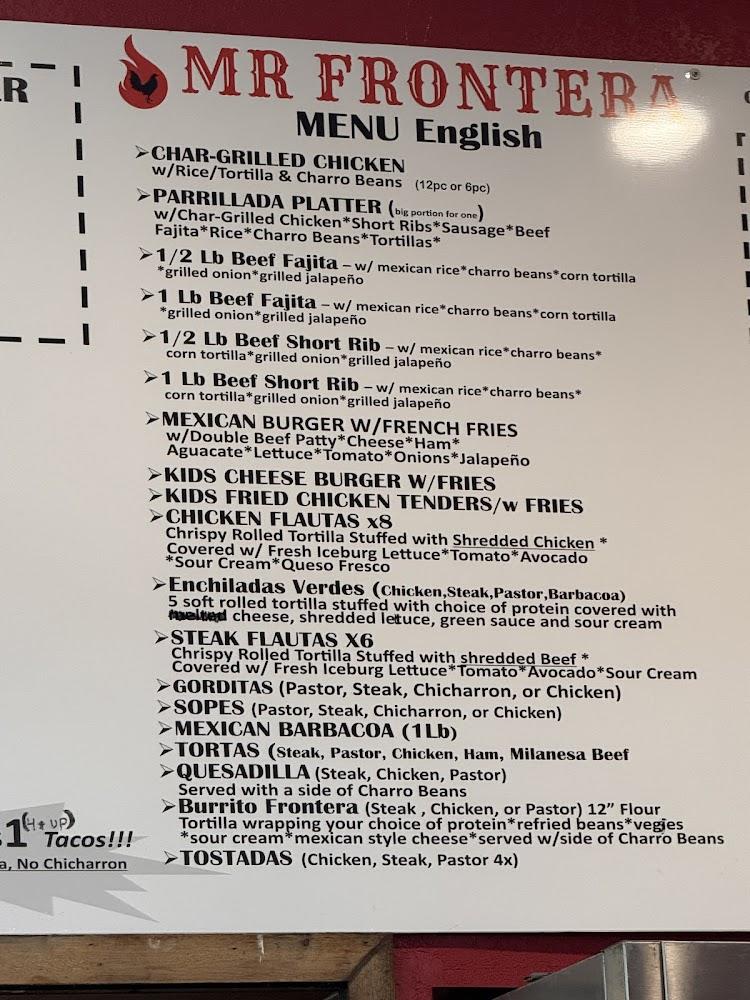 MR FRONTERA
MENU English
➢CHAR-GRILLED CHICKEN
w/Rice/Tortilla & Charro Beans (12pc or 6pc)
➢PARRILLADA PLATTER (big portion for one)
w/Char-Grilled Chicken*Short Ribs*Sausage*Beef
Fajita*Rice*Charro Beans*Tortillas*
➢1/2 Lb Beef Fajita – w/ mexican rice*charro beans*corn tortilla
*grilled onion*grilled jalapeño
➢1 Lb Beef Fajita – w/ mexican rice*charro beans*corn tortilla
*grilled onion*grilled jalapeño
➢1/2 Lb Beef Short Rib – w/ mexican rice*charro beans*
corn tortilla*grilled onion*grilled jalapeño
➢1 Lb Beef Short Rib – w/ mexican rice*charro beans*
corn tortilla*grilled onion*grilled jalapeño
➢MEXICAN BURGER W/FRENCH FRIES
w/Double Beef Patty*Cheese*Ham*
Aguacate*Lettuce*Tomato*Onions*Jalapeño
➢KIDS CHEESE BURGER W/FRIES
➢KIDS FRIED CHICKEN TENDERS/w FRIES
➢CHICKEN FLAUTAS x8
Chrispy Rolled Tortilla Stuffed with Shredded Chicken *
Covered w/ Fresh Iceburg Lettuce*Tomato*Avocado
*Sour Cream*Queso Fresco
➢Enchiladas Verdes (Chicken,Steak,Pastor,Barbacoa)
5 soft rolled tortilla stuffed with choice of protein covered with
cheese, shredded lettuce, green sauce and sour cream
➢STEAK FLAUTAS X6
Chrispy Rolled Tortilla Stuffed with shredded Beef *
Covered w/ Fresh Iceburg Lettuce*Tomato*Avocado*Sour Cream
➢GORDITAS (Pastor, Steak, Chicharron, or Chicken)
➢SOPES (Pastor, Steak, Chicharron, or Chicken)
➢MEXICAN BARBACOA (1Lb)
➢TORTAS (Steak, Pastor, Chicken, Ham, Milanesa Beef
➢QUESADILLA (Steak, Chicken, Pastor)
Served with a side of Charro Beans
➢Burrito Frontera (Steak , Chicken, or Pastor) 12” Flour
Tortilla wrapping your choice of protein*refried beans*vegies
*sour cream*mexican style cheese*served w/side of Charro Beans
➢TOSTADAS (Chicken, Steak, Pastor 4x)
$1 (H+ UP) Tacos!!!
a, No Chicharron